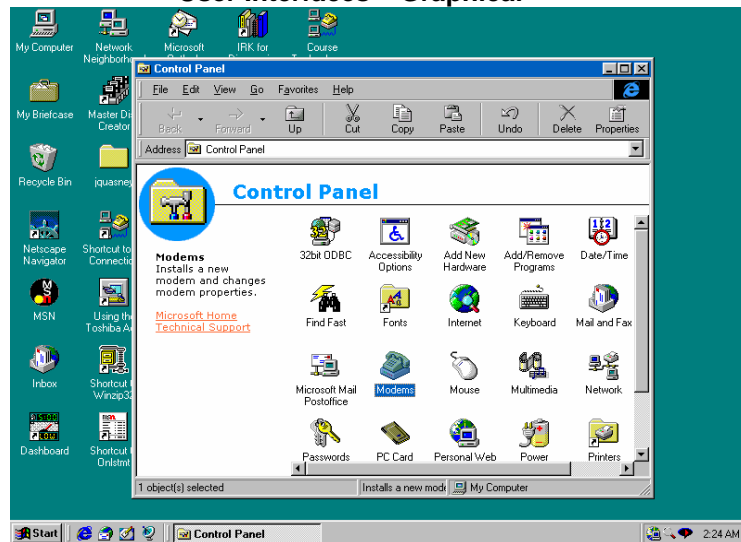 User Interfaces – Graphical
My Computer
Network
Neighborho
Microsoft
IRK for
Course
My Briefcase
Master Di
Creator
Recycle Bin
jquasney
Netscape
Navigator
Shortcut to
Connectio
MSN
Using the
Toshiba A
Inbox
Shortcut
Winzip32
Dashboard
Shortcut
Onlstmt
Control Panel
File Edit View Go Favorites Help
Back Forward Up Cut Copy Paste Undo Delete Properties
Address Control Panel
Control Panel
Modems
Installs a new
modem and changes
modem properties.
Microsoft Home
Technical Support
32bit ODBC
Accessibility
Options
Add New
Hardware
Add/Remove
Programs
Date/Time
Find Fast
Fonts
Internet
Keyboard
Mail and Fax
Microsoft Mail
Postoffice
Modems
Mouse
Multimedia
Network
Passwords
PC Card
Personal Web
Power
Printers
1 object(s) selected
Installs a new mode
My Computer
Start
Control Panel
2:24 AM